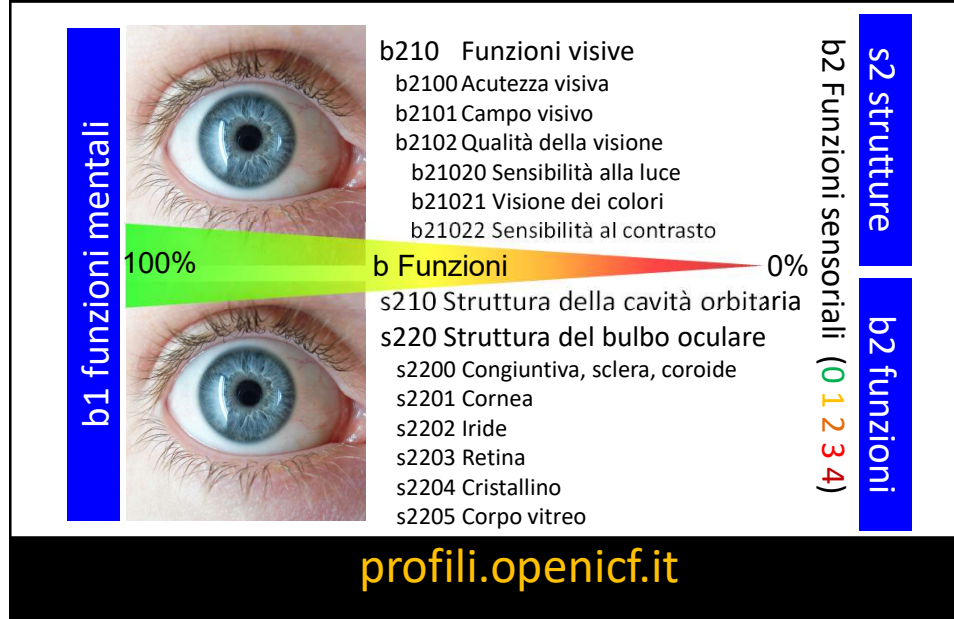 b1 funzioni mentali
b210 Funzioni visive
b2100 Acutezza visiva
b2101 Campo visivo
b2102 Qualità della visione
b21020 Sensibilità alla luce
b21021 Visione dei colori
b21022 Sensibilità al contrasto
100%
b Funzioni
0%
s210 Struttura della cavità orbitaria
s220 Struttura del bulbo oculare
s2200 Congiuntiva, sclera, coroide
s2201 Cornea
s2202 Iride
s2203 Retina
s2204 Cristallino
s2205 Corpo vitreo
b2 Funzioni sensoriali (0 1 2 3 4)
s2 strutture
b2 funzioni
profili.openicf.it